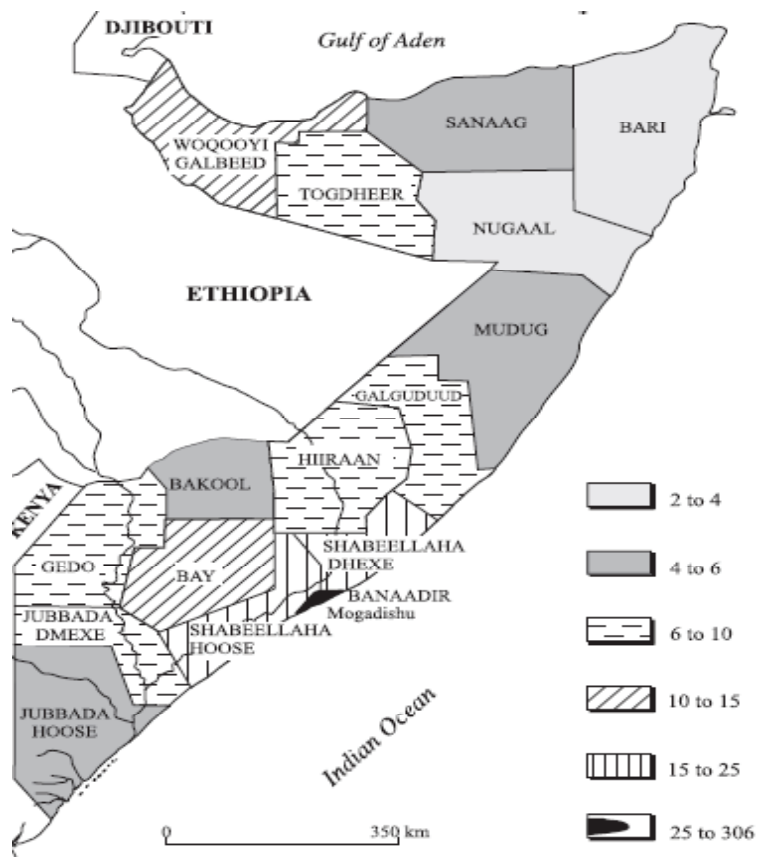 DJIBOUTI
Gulf of Aden
SANAAG
BARI
WOQOOYI
GALBEED
TOGDHEER
NUGAAL
ETHIOPIA
MUDUG
GALGUDUUD
HIIRAAN
BAKOOL
KENYA
GEDO
BAY
SHABEELLAHA
DHEXE
BANAADIR
Mogadishu
JUBBADA
DMEXE
SHABEELLAHA
HOOSE
JUBBADA
HOOSE
Indian Ocean
0 350 km
2 to 4
4 to 6
6 to 10
10 to 15
15 to 25
25 to 306